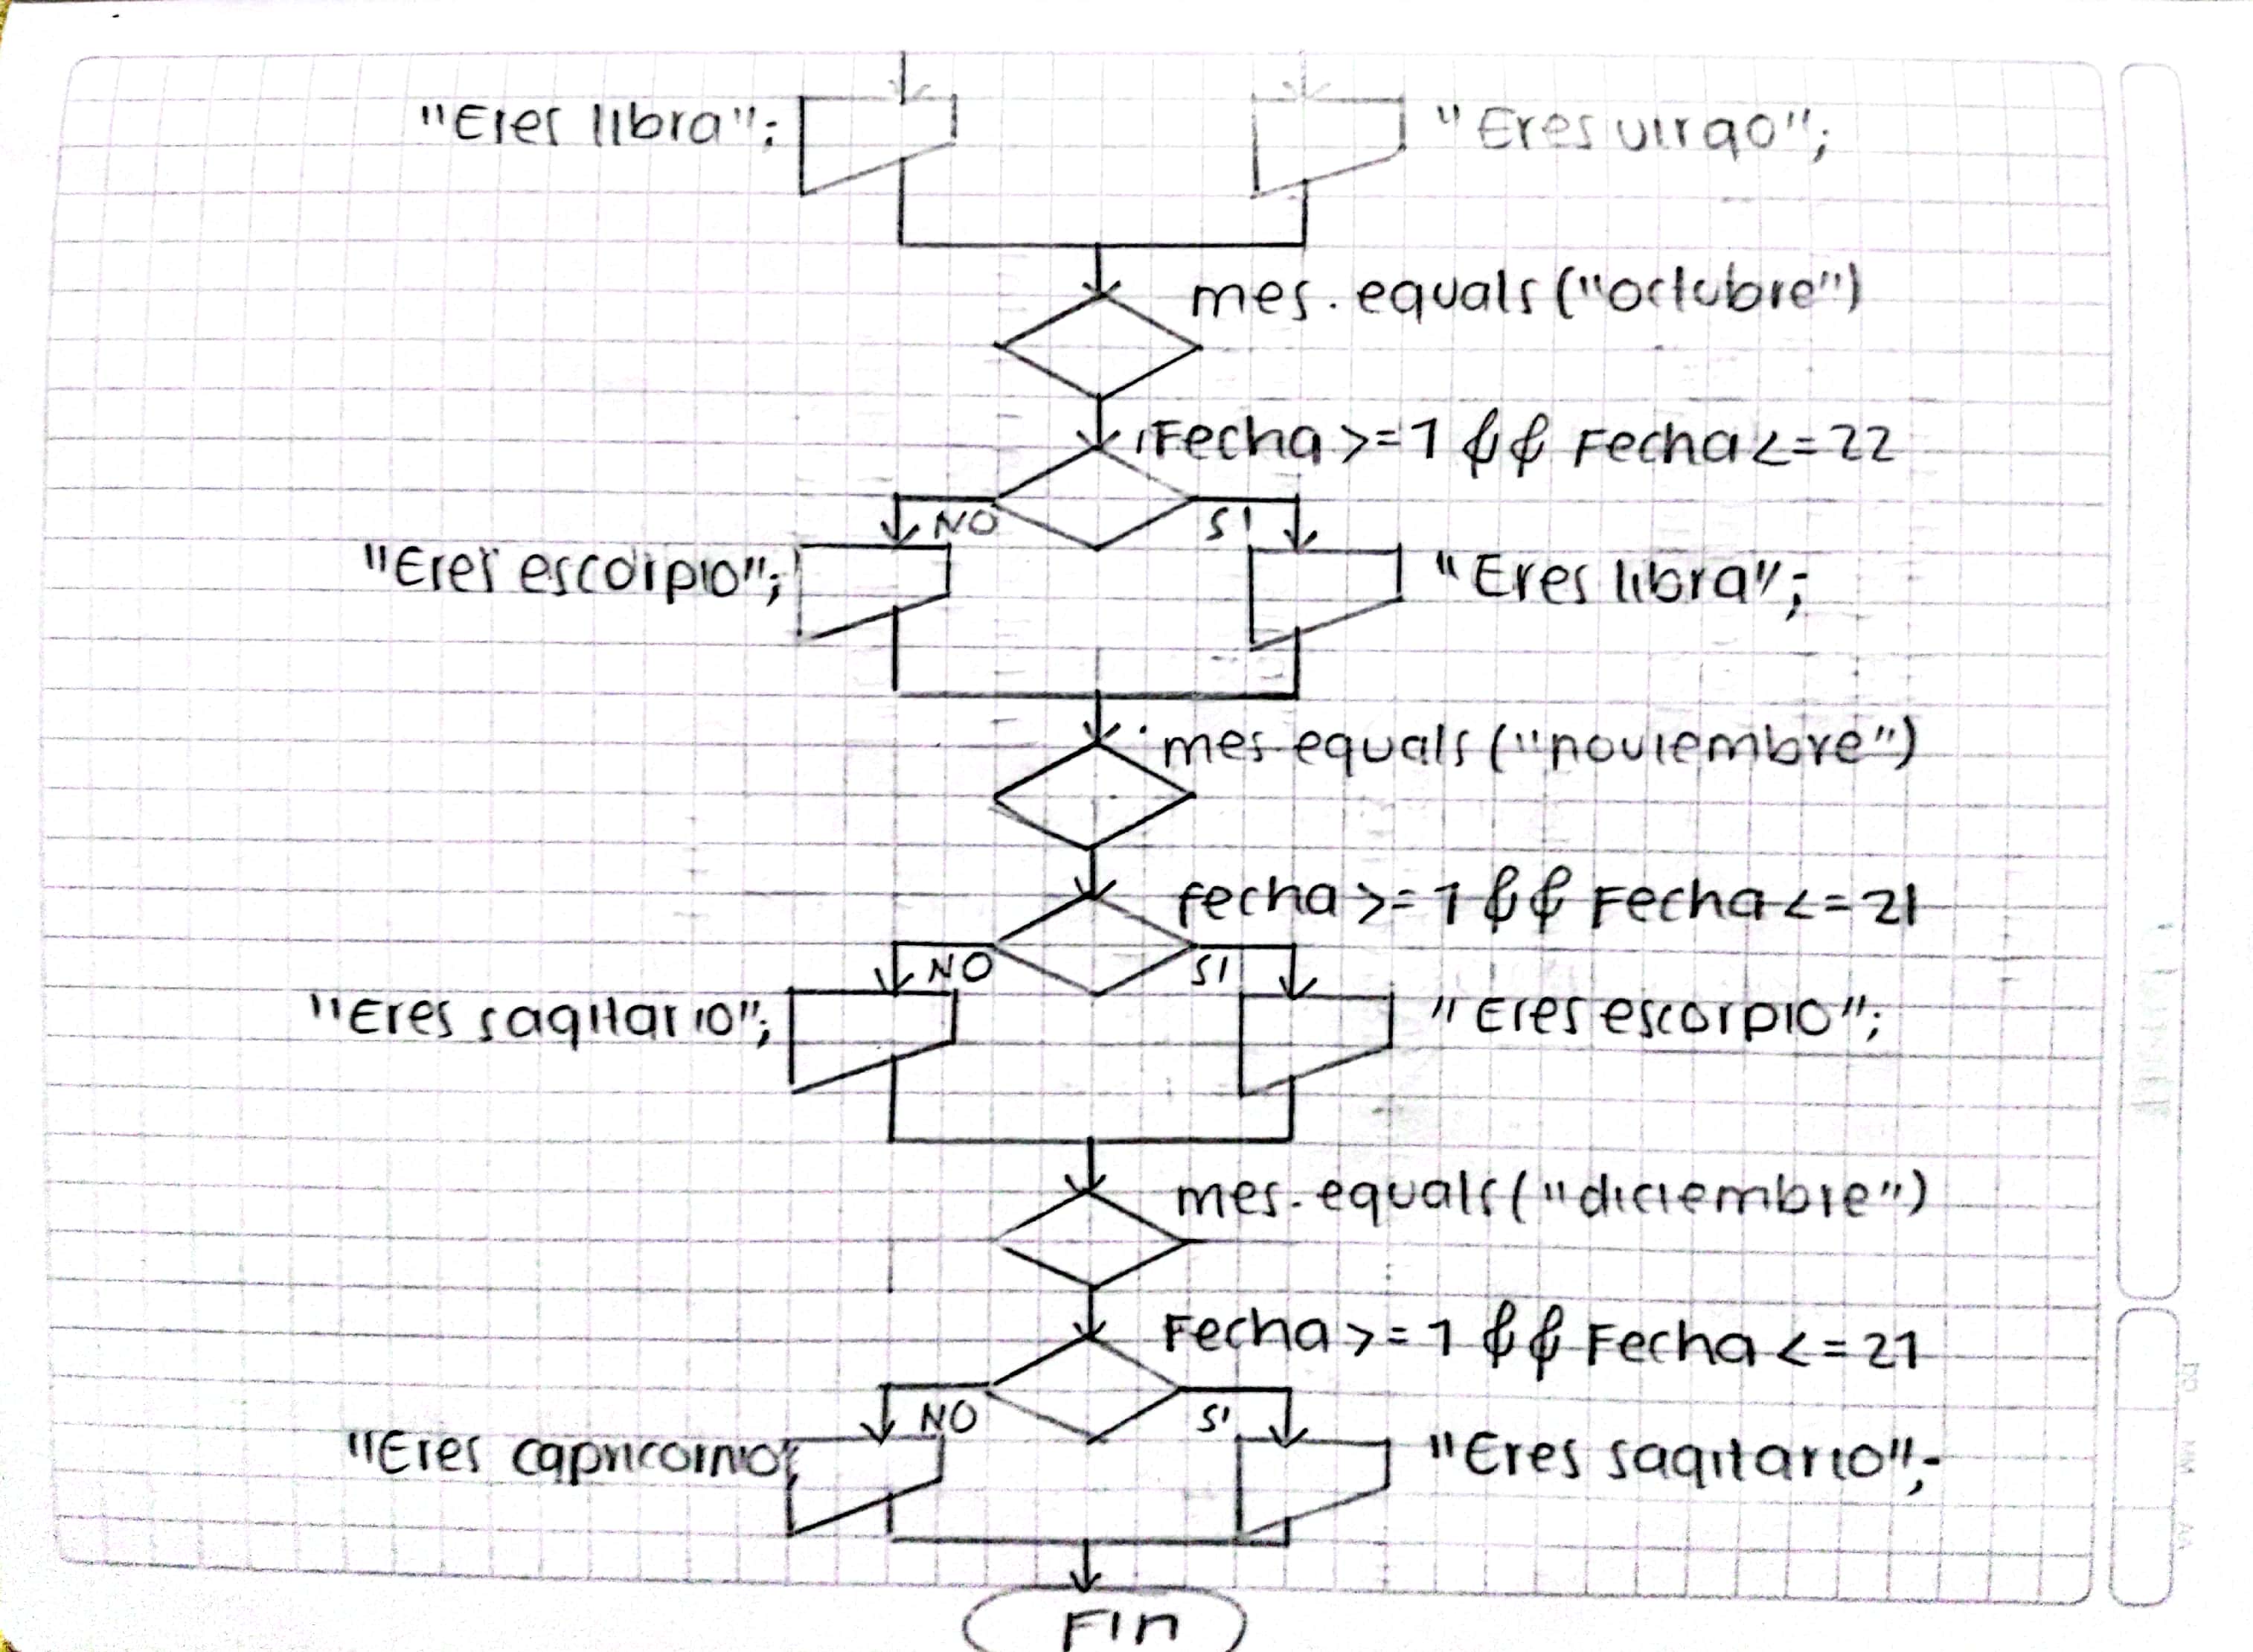 "Eres libra";
"Eres virgo";
mes.equals("octubre")
Fecha >=1 && Fecha <=22
NO
SI
"Eres escorpio";
"Eres libra";
mes equals("noviembre")
fecha >=1 && Fecha <=21
NO
SI
"Eres sagitario";
"Eres escorpio";
mes.equals("diciembre")
Fecha >=1 && Fecha <=21
NO
SI
"Eres capricornio";
"Eres sagitario";
Fin